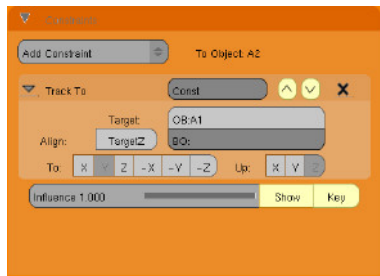 Constraints
Add Constraint To Object: A2
Track To Const
Target: OB:A1
Align: TargetZ BO:
To: X Y Z -X -Y -Z Up: X Y Z
Influence 1.000 Show Key